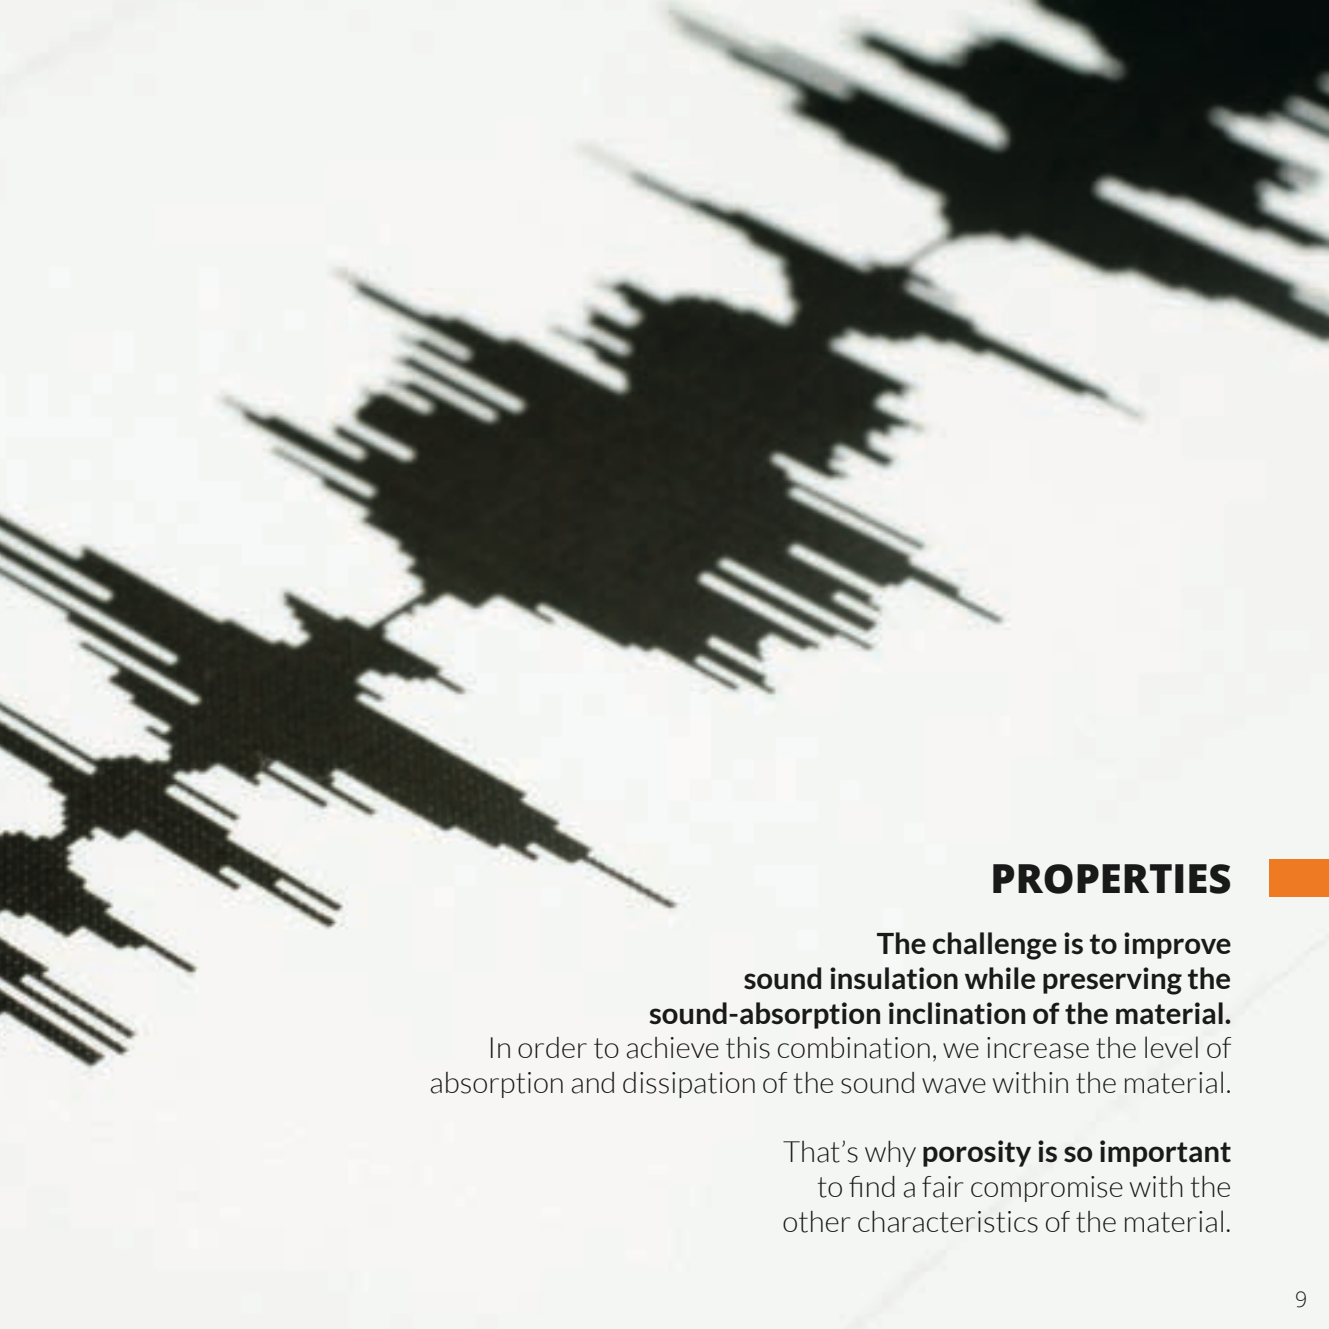 PROPERTIES
The challenge is to improve
sound insulation while preserving the
sound-absorption inclination of the material.
In order to achieve this combination, we increase the level of
absorption and dissipation of the sound wave within the material.
That’s why porosity is so important
to find a fair compromise with the
other characteristics of the material.
9